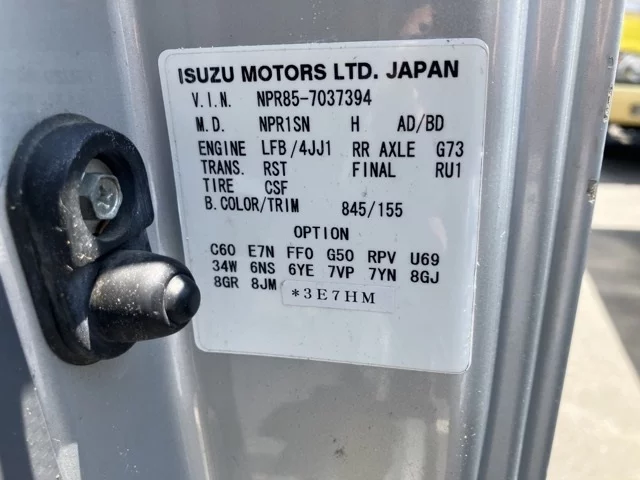 ISUZU MOTORS LTD. JAPAN
V.I.N. NPR85-7037394
M.D. NPR1SN H AD/BD
ENGINE LFB/4JJ1 RR AXLE G73
TRANS. RST FINAL RU1
TIRE CSF
B.COLOR/TRIM 845/155
OPTION
C60 E7N FF0 G50 RPV U69
34W 6NS 6YE 7VP 7YN 8GJ
8GR 8JM *3E7HM